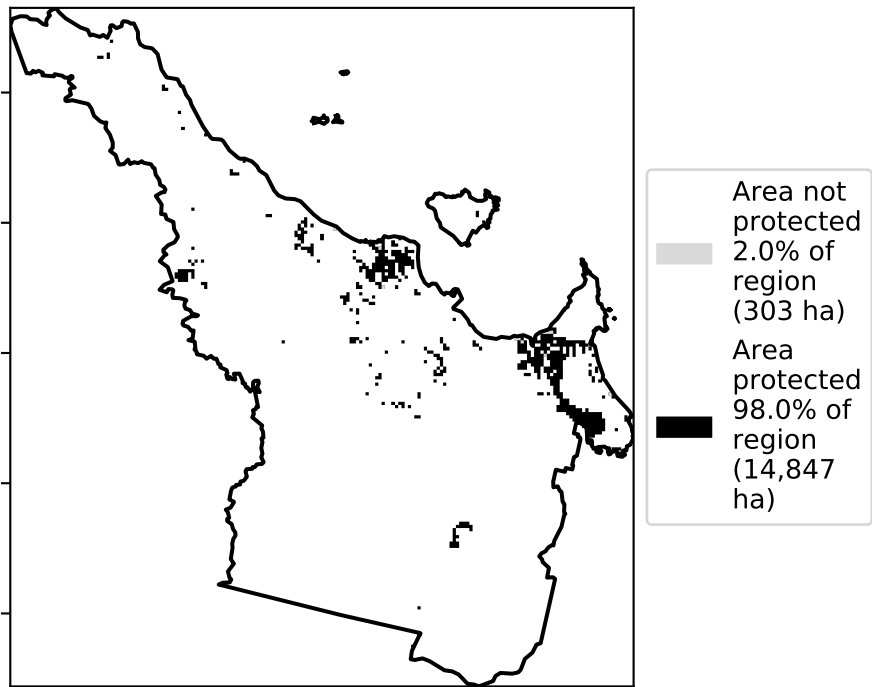 Area not
protected
2.0% of
region
(303 ha)
Area
protected
98.0% of
region
(14,847
ha)